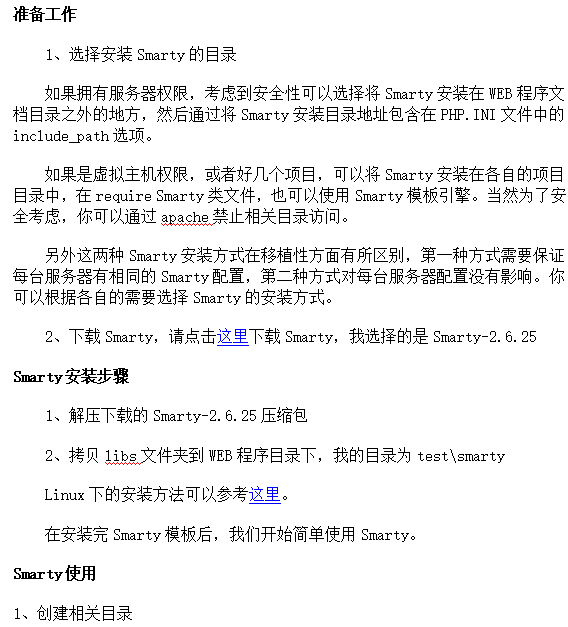 准备工作
1、选择安装 Smarty 的目录
如果拥有服务器权限，考虑到安全性可以选择将 Smarty 安装在 WEB 程序文
档目录之外的地方，然后通过将 Smarty 安装目录地址包含在 PHP.INI 文件中的
include_path 选项。
如果是虚拟主机权限，或者好几个项目，可以将 Smarty 安装在各自的项目
目录中，在 require Smarty 类文件，也可以使用 Smarty 模板引擎。当然为了安
全考虑，你可以通过 apache 禁止相关目录访问。
另外这两种 Smarty 安装方式在移植性方面有所区别，第一种方式需要保证
每台服务器有相同的 Smarty 配置，第二种方式对每台服务器配置没有影响。你
可以根据各自的需要选择 Smarty 的安装方式。
2、下载 Smarty，请点击这里下载 Smarty，我选择的是 Smarty-2.6.25
Smarty 安装步骤
1、解压下载的 Smarty-2.6.25 压缩包
2、拷贝 libs 文件夹到 WEB 程序目录下，我的目录为 test\smarty
Linux 下的安装方法可以参考这里。
在安装完 Smarty 模板后，我们开始简单使用 Smarty。
Smarty 使用
1、创建相关目录